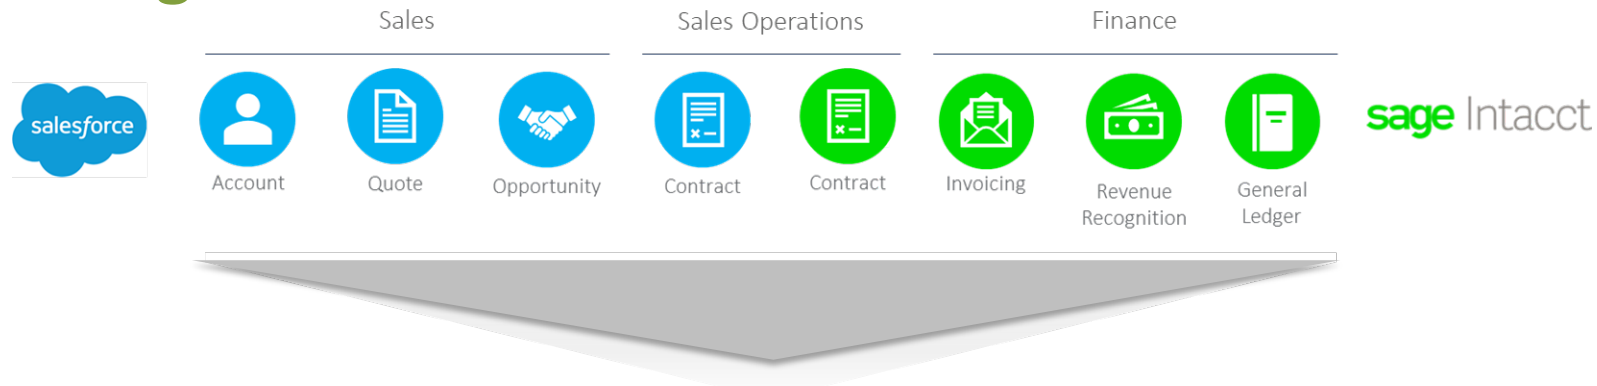 Sales
Sales Operations
Finance
salesforce
Account
Quote
Opportunity
Contract
Contract
Invoicing
Revenue
Recognition
General
Ledger
sage Intacct